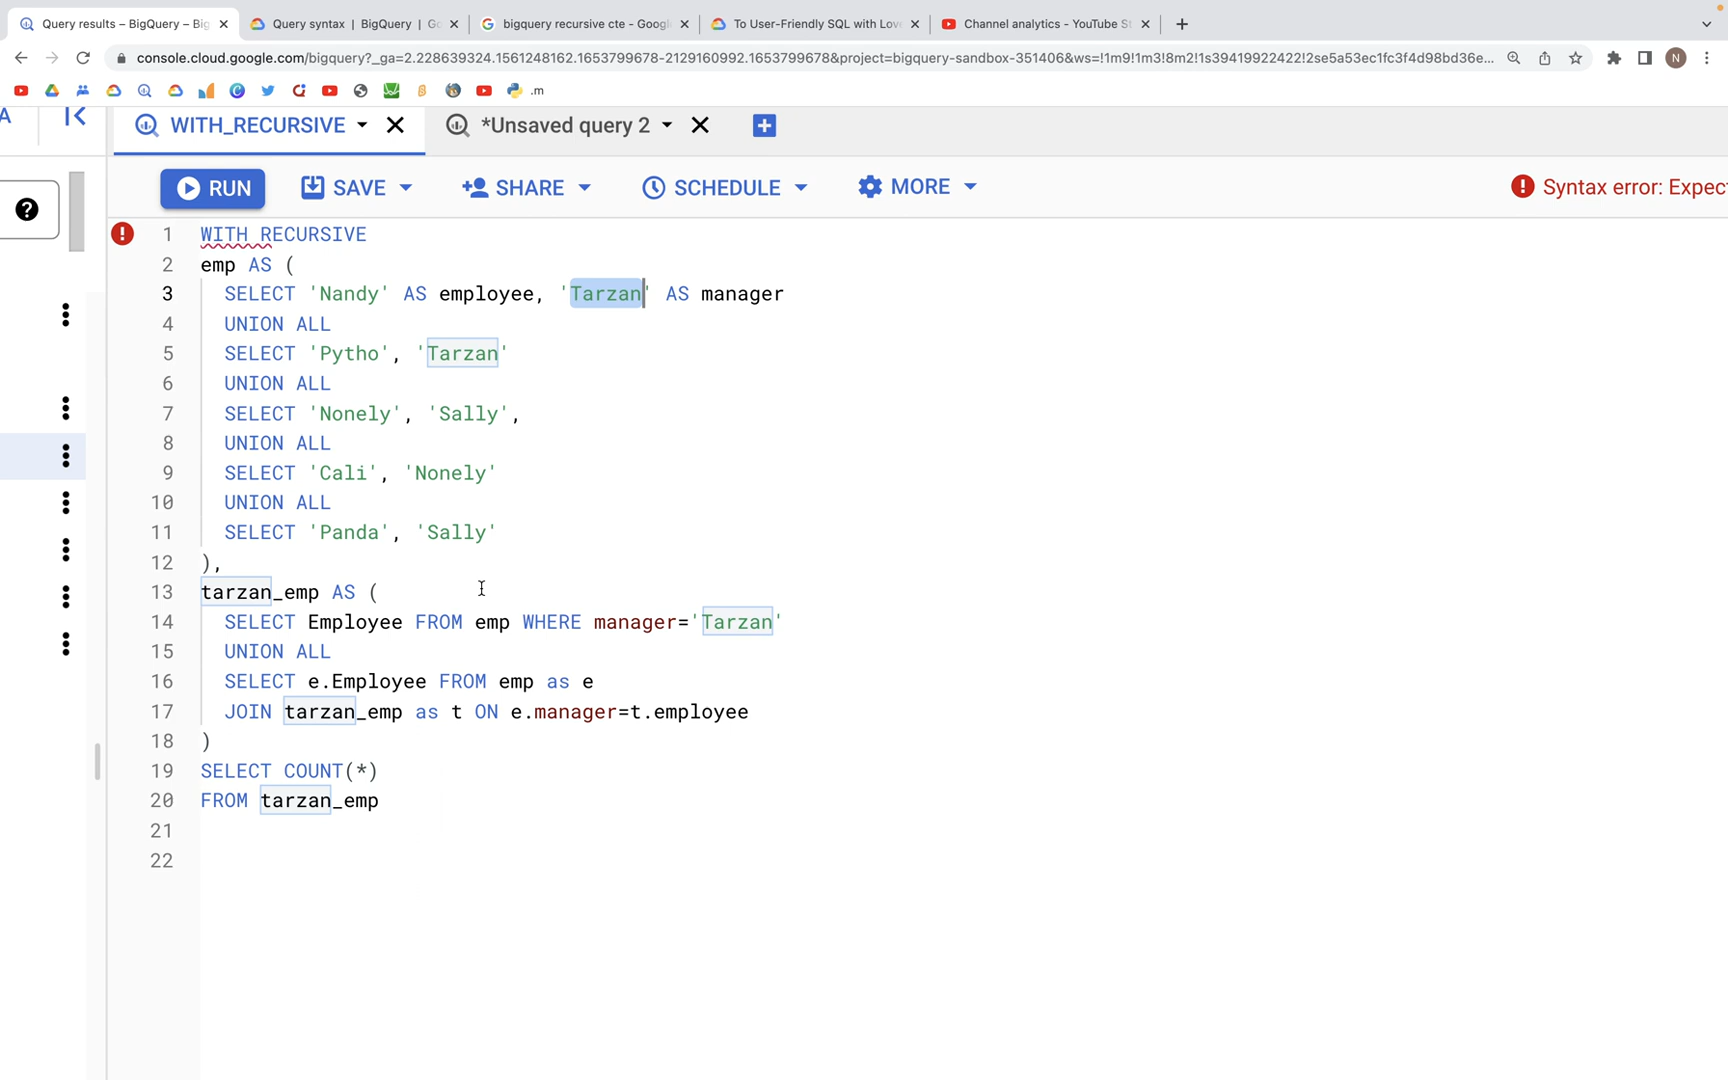 Query results – BigQuery – Big
Query syntax | BigQuery | Go
bigquery recursive cte - Google
To User-Friendly SQL with Love
Channel analytics - YouTube St
console.cloud.google.com/bigquery?_ga=2.228639324.1561248162.1653799678-2129160992.1653799678&project=bigquery-sandbox-351406&ws=!1m9!1m3!8m2!1s39419922422!2se5a53ec1fc3f4d98bd36e...
N
.m
A
WITH_RECURSIVE
*Unsaved query 2
RUN
SAVE
SHARE
SCHEDULE
MORE
Syntax error: Expec
1 WITH RECURSIVE
2 emp AS (
3 SELECT 'Nandy' AS employee, 'Tarzan' AS manager
4 UNION ALL
5 SELECT 'Pytho', 'Tarzan'
6 UNION ALL
7 SELECT 'Nonely', 'Sally',
8 UNION ALL
9 SELECT 'Cali', 'Nonely'
10 UNION ALL
11 SELECT 'Panda', 'Sally'
12 ),
13 tarzan_emp AS (
14 SELECT Employee FROM emp WHERE manager='Tarzan'
15 UNION ALL
16 SELECT e.Employee FROM emp as e
17 JOIN tarzan_emp as t ON e.manager=t.employee
18 )
19 SELECT COUNT(*)
20 FROM tarzan_emp
21
22